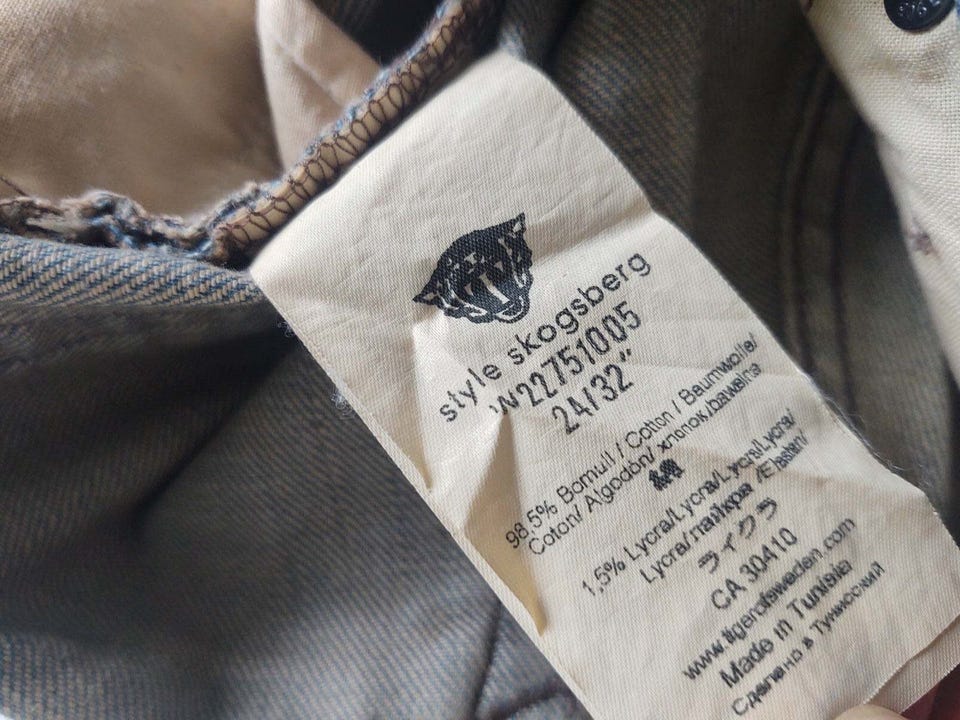 style skogsberg
W22751005
24/32"
98,5% Bomull / Cotton / Baumwolle/
Coton/ Algodón/ хлопок/bawełna
綿
1,5% Lycra/Lycra/Lycra/Lycra/
Lycra/лайкра /Elastan/
ライクラ
CA 30410
www.tigerofsweden.com
Made in Tunisia
Сделано в Тунисский